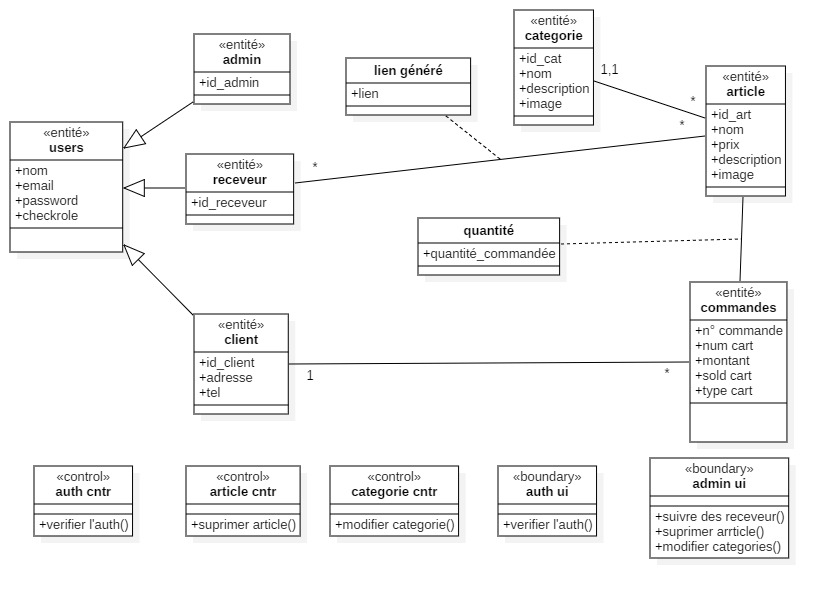 «entité»
categorie
+id_cat
+nom
+description
+image
1,1
*
«entité»
admin
+id_admin
lien généré
+lien
«entité»
article
+id_art
+nom
+prix
+description
+image
*
«entité»
users
+nom
+email
+password
+checkrole
«entité»
receveur
+id_receveur
*
quantité
+quantité_commandée
«entité»
commandes
+n° commande
+num cart
+montant
+sold cart
+type cart
«entité»
client
+id_client
+adresse
+tel
1
*
«control»
auth cntr
+verifier l'auth()
«control»
article cntr
+suprimer article()
«control»
categorie cntr
+modifier categorie()
«boundary»
auth ui
+verifier l'auth()
«boundary»
admin ui
+suivre des receveur()
+suprimer arrticle()
+modifier categories()